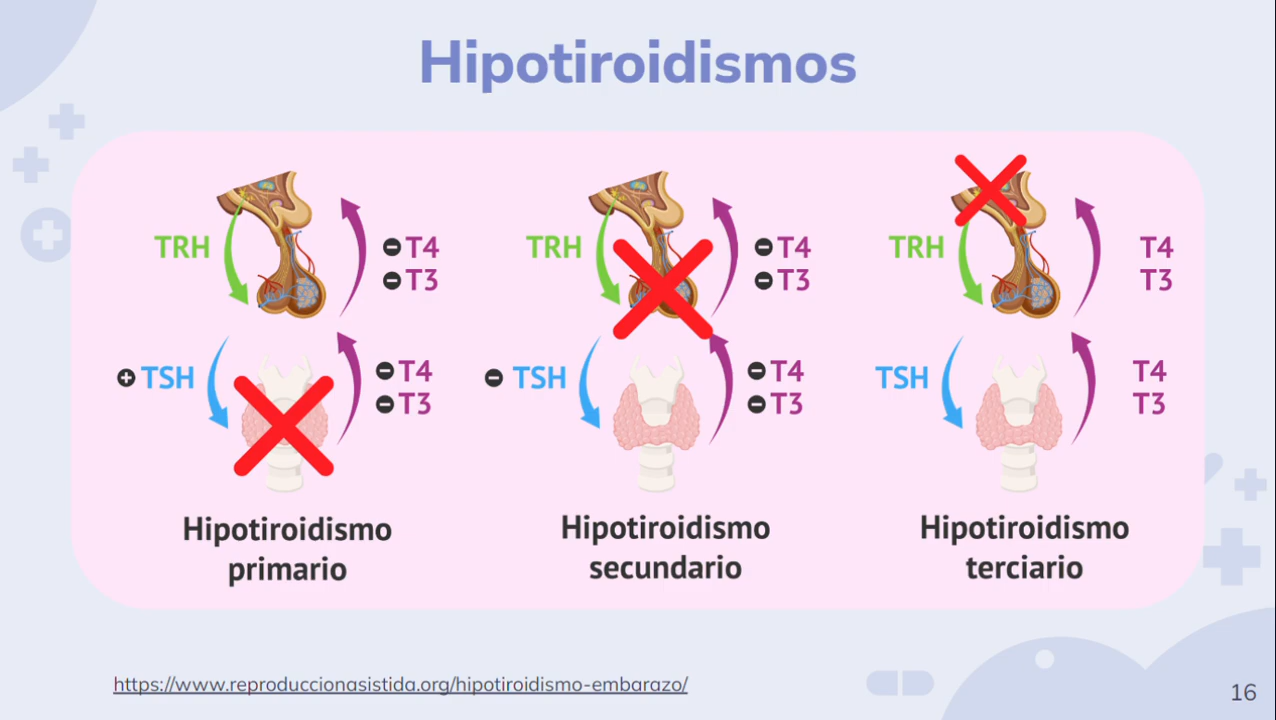 Hipotiroidismos
TRH
⊖ T4
⊖ T3
⊕ TSH
⊖ T4
⊖ T3
Hipotiroidismo
primario
TRH
⊖ T4
⊖ T3
⊖ TSH
⊖ T4
⊖ T3
Hipotiroidismo
secundario
TRH
T4
T3
TSH
T4
T3
Hipotiroidismo
terciario
https://www.reproduccionasistida.org/hipotiroidismo-embarazo/
16